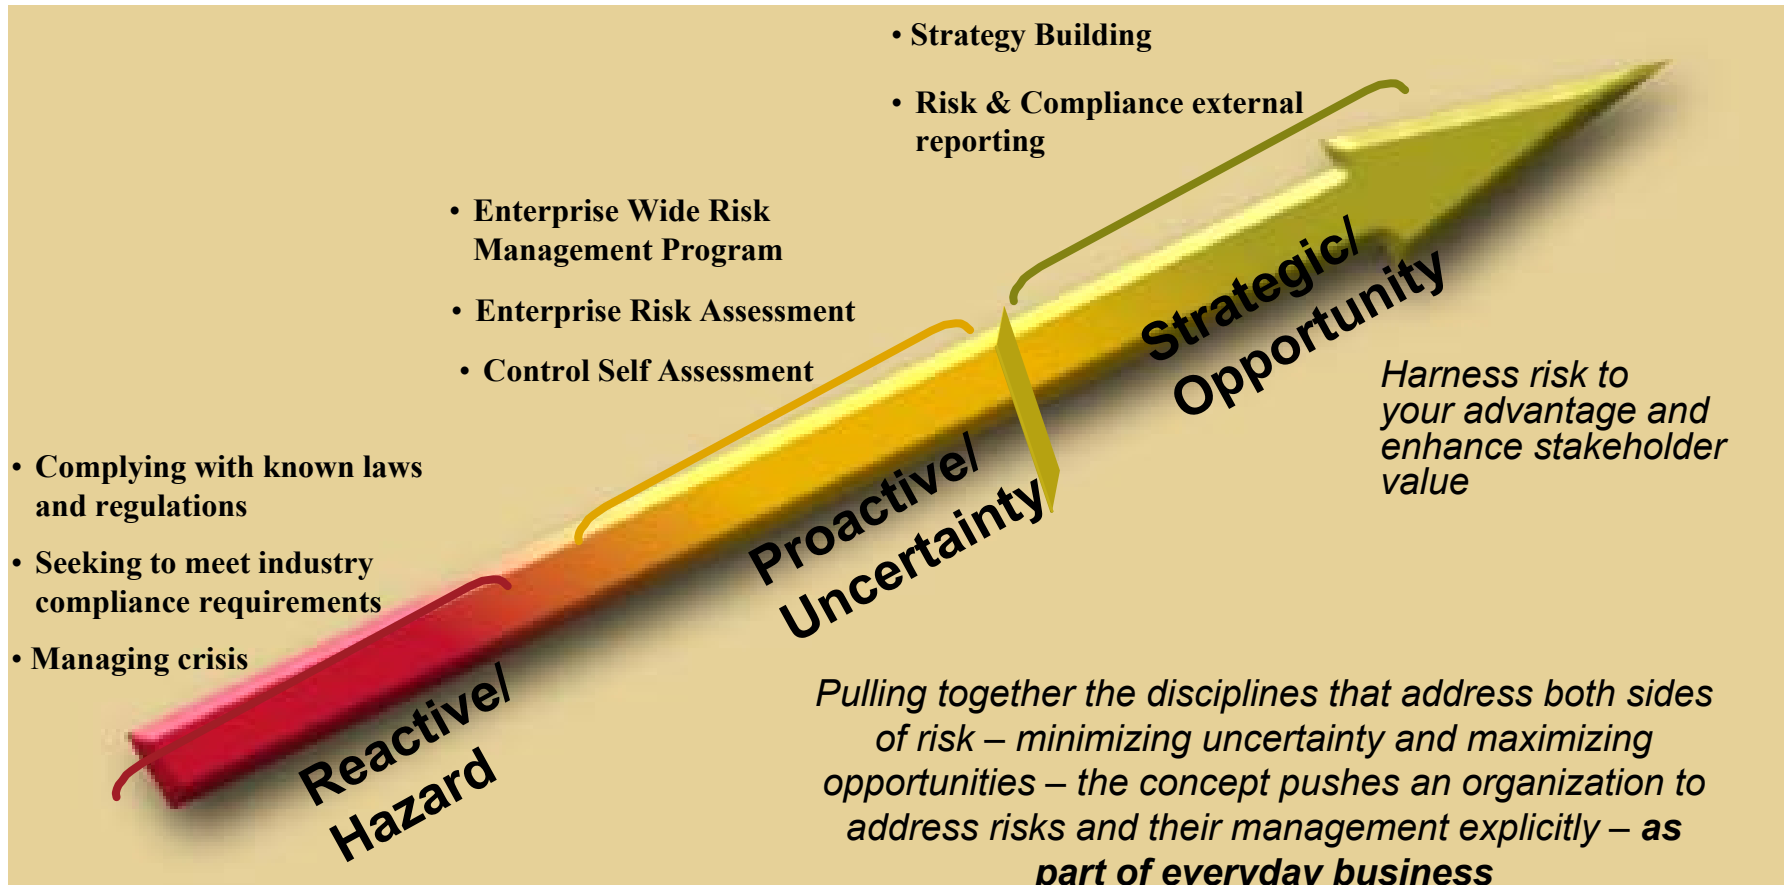 • Strategy Building
• Risk & Compliance external
reporting
• Enterprise Wide Risk
Management Program
• Enterprise Risk Assessment
• Control Self Assessment
• Complying with known laws
and regulations
• Seeking to meet industry
compliance requirements
• Managing crisis
Reactive/
Hazard
Proactive/
Uncertainty
Strategic/
Opportunity
Harness risk to
your advantage and
enhance stakeholder
value
Pulling together the disciplines that address both sides
of risk – minimizing uncertainty and maximizing
opportunities – the concept pushes an organization to
address risks and their management explicitly – as
part of everyday business